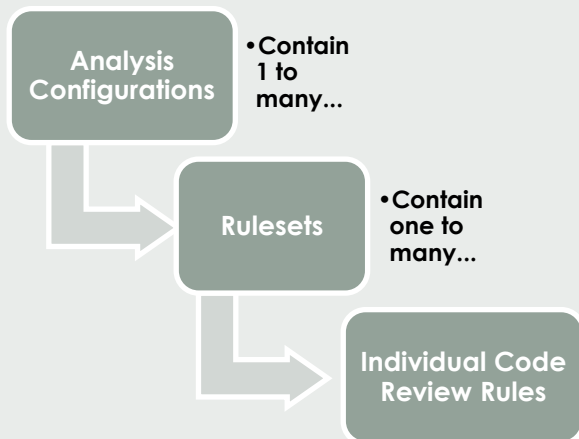 Analysis
Configurations
•Contain
1 to
many...
Rulesets
•Contain
one to
many...
Individual Code
Review Rules